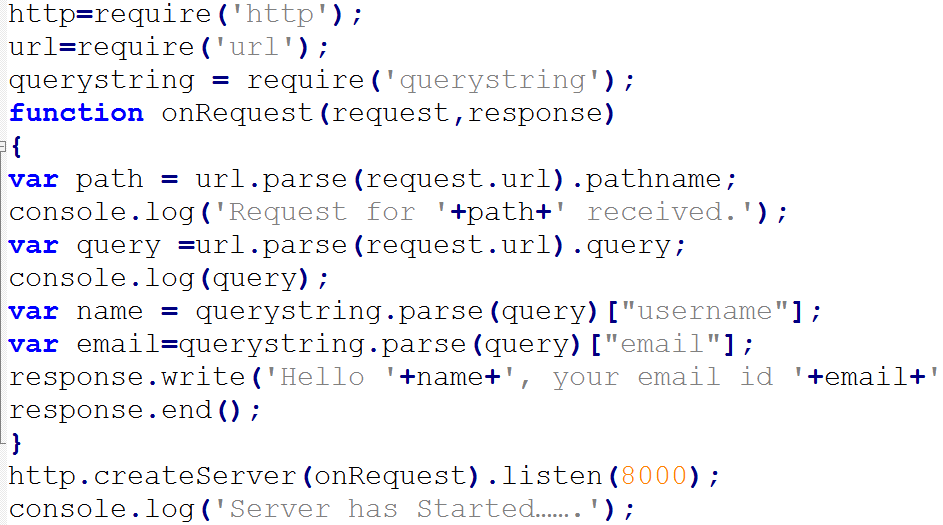 http=require('http');
url=require('url');
querystring = require('querystring');
function onRequest(request,response)
{
var path = url.parse(request.url).pathname;
console.log('Request for '+path+' received.');
var query =url.parse(request.url).query;
console.log(query);
var name = querystring.parse(query)["username"];
var email=querystring.parse(query)["email"];
response.write('Hello '+name+', your email id '+email+'
response.end();
}
http.createServer(onRequest).listen(8000);
console.log('Server has Started…….');